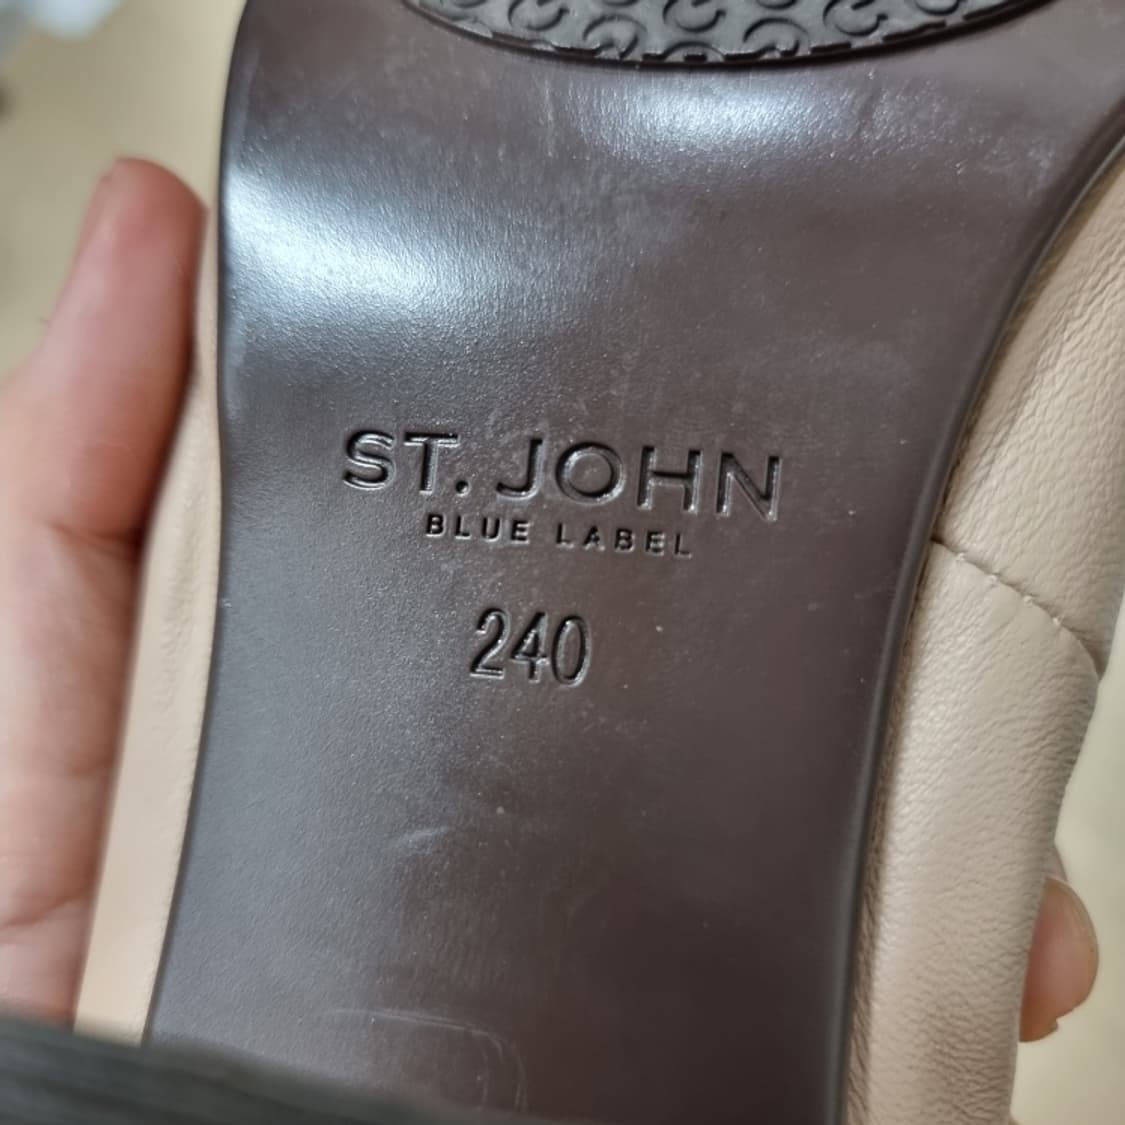 ST. JOHN
BLUE LABEL
240